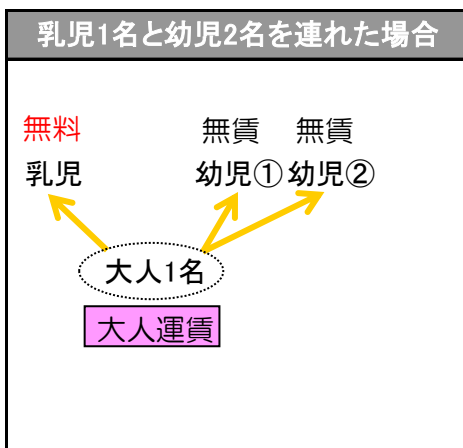 乳児1名と幼児2名を連れた場合
無料 無賃 無賃
乳児 幼児① 幼児②
大人1名
大人運賃